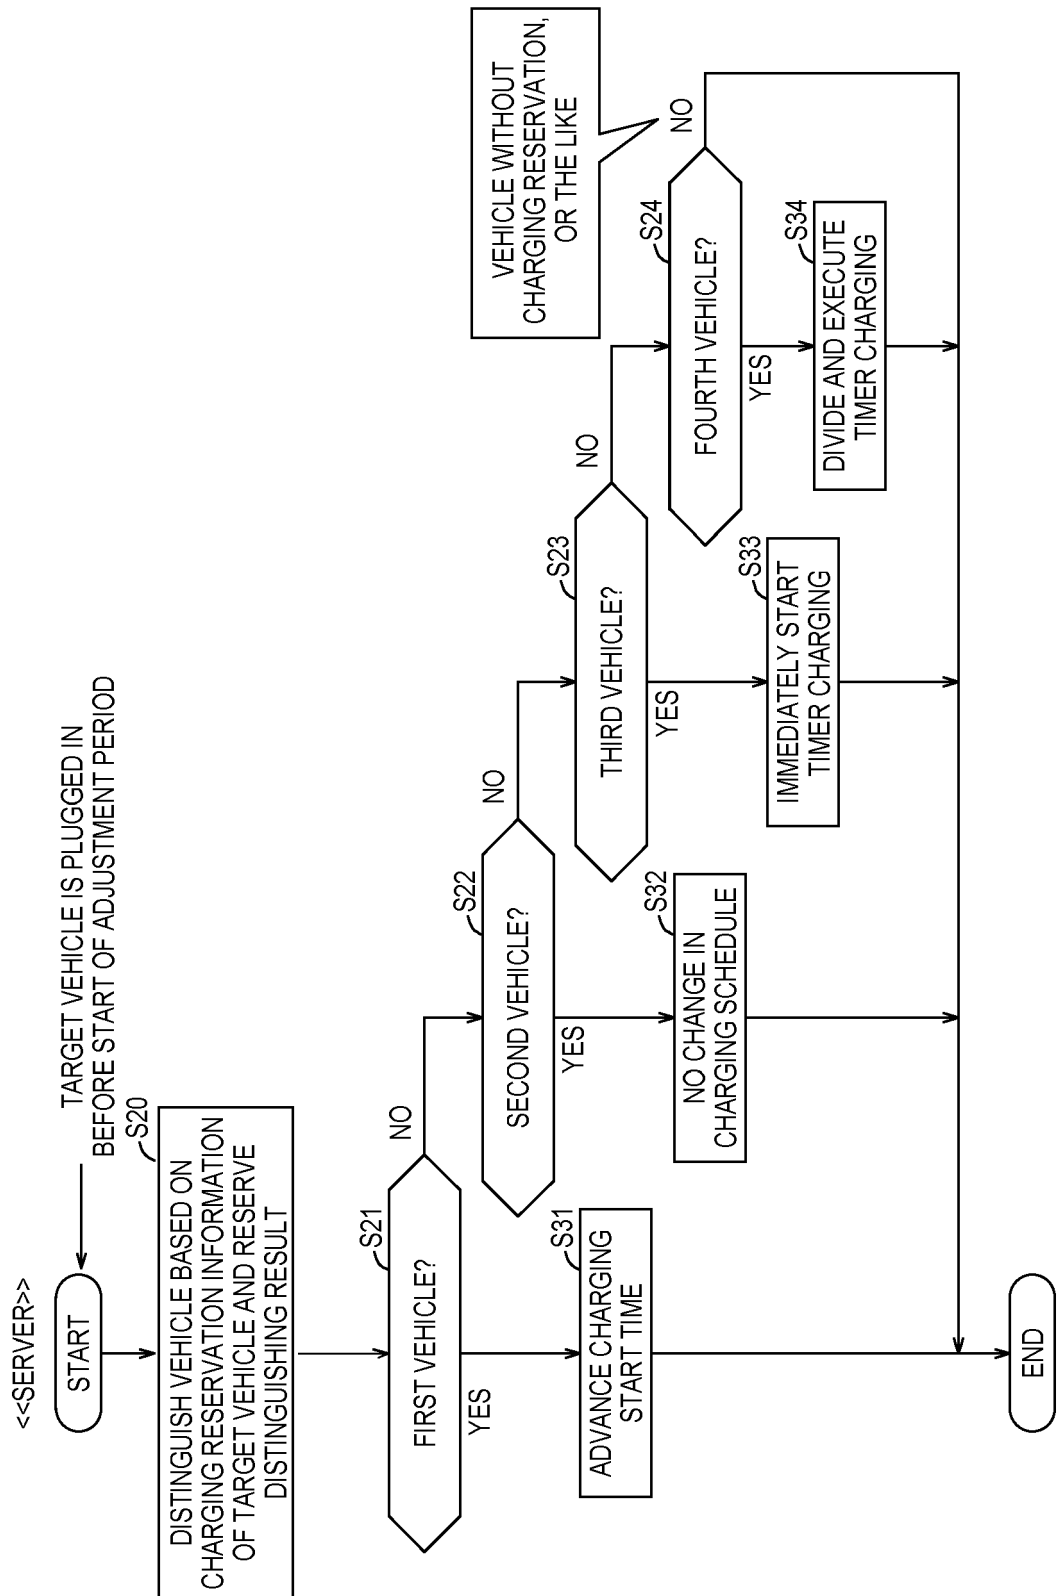 <<SERVER>>
START
TARGET VEHICLE IS PLUGGED IN
BEFORE START OF ADJUSTMENT PERIOD
S20
DISTINGUISH VEHICLE BASED ON
CHARGING RESERVATION INFORMATION
OF TARGET VEHICLE AND RESERVE
DISTINGUISHING RESULT
S21
FIRST VEHICLE?
NO
YES
S31
ADVANCE CHARGING
START TIME
S22
SECOND VEHICLE?
NO
YES
S32
NO CHANGE IN
CHARGING SCHEDULE
S23
THIRD VEHICLE?
NO
YES
S33
IMMEDIATELY START
TIMER CHARGING
VEHICLE WITHOUT
CHARGING RESERVATION,
OR THE LIKE
S24
FOURTH VEHICLE?
NO
YES
S34
DIVIDE AND EXECUTE
TIMER CHARGING
END